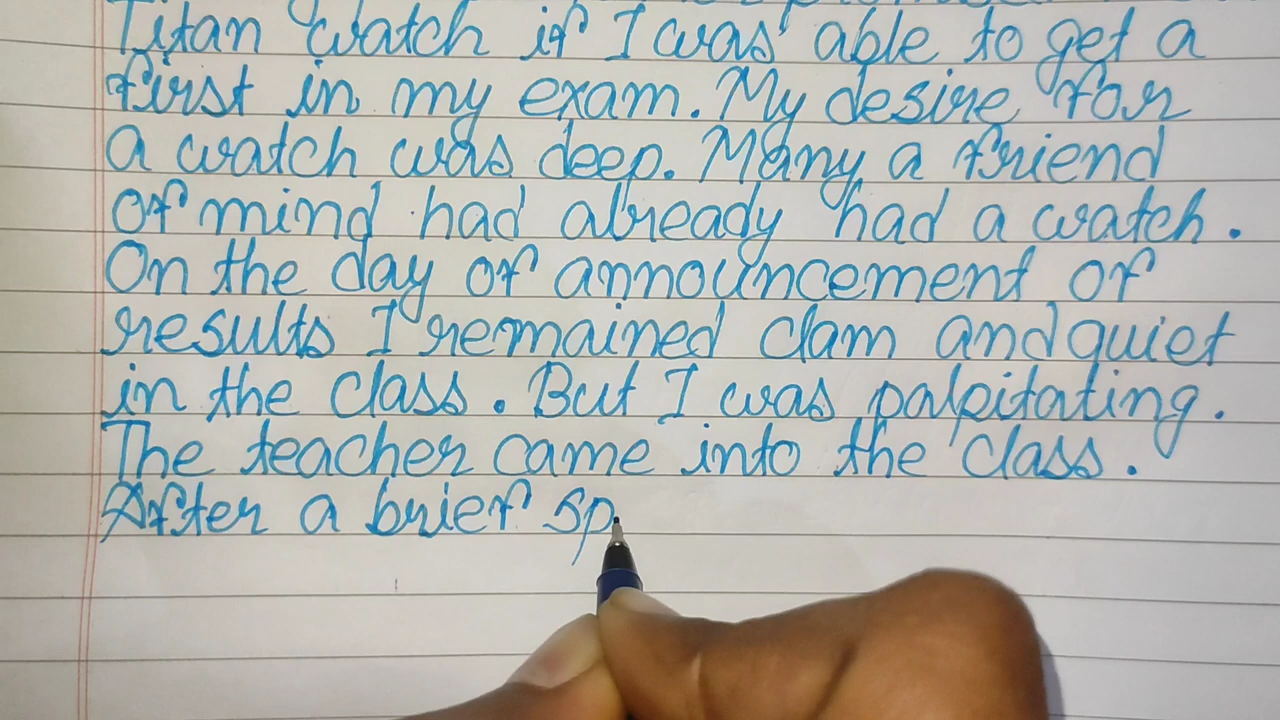 Titan watch if I was able to get a
first in my exam. My desire for
a watch was deep. Many a friend
of mind had already had a watch.
On the day of announcement of
results I remained clam and quiet
in the class. But I was palpitating.
The teacher came into the class.
After a brief sp